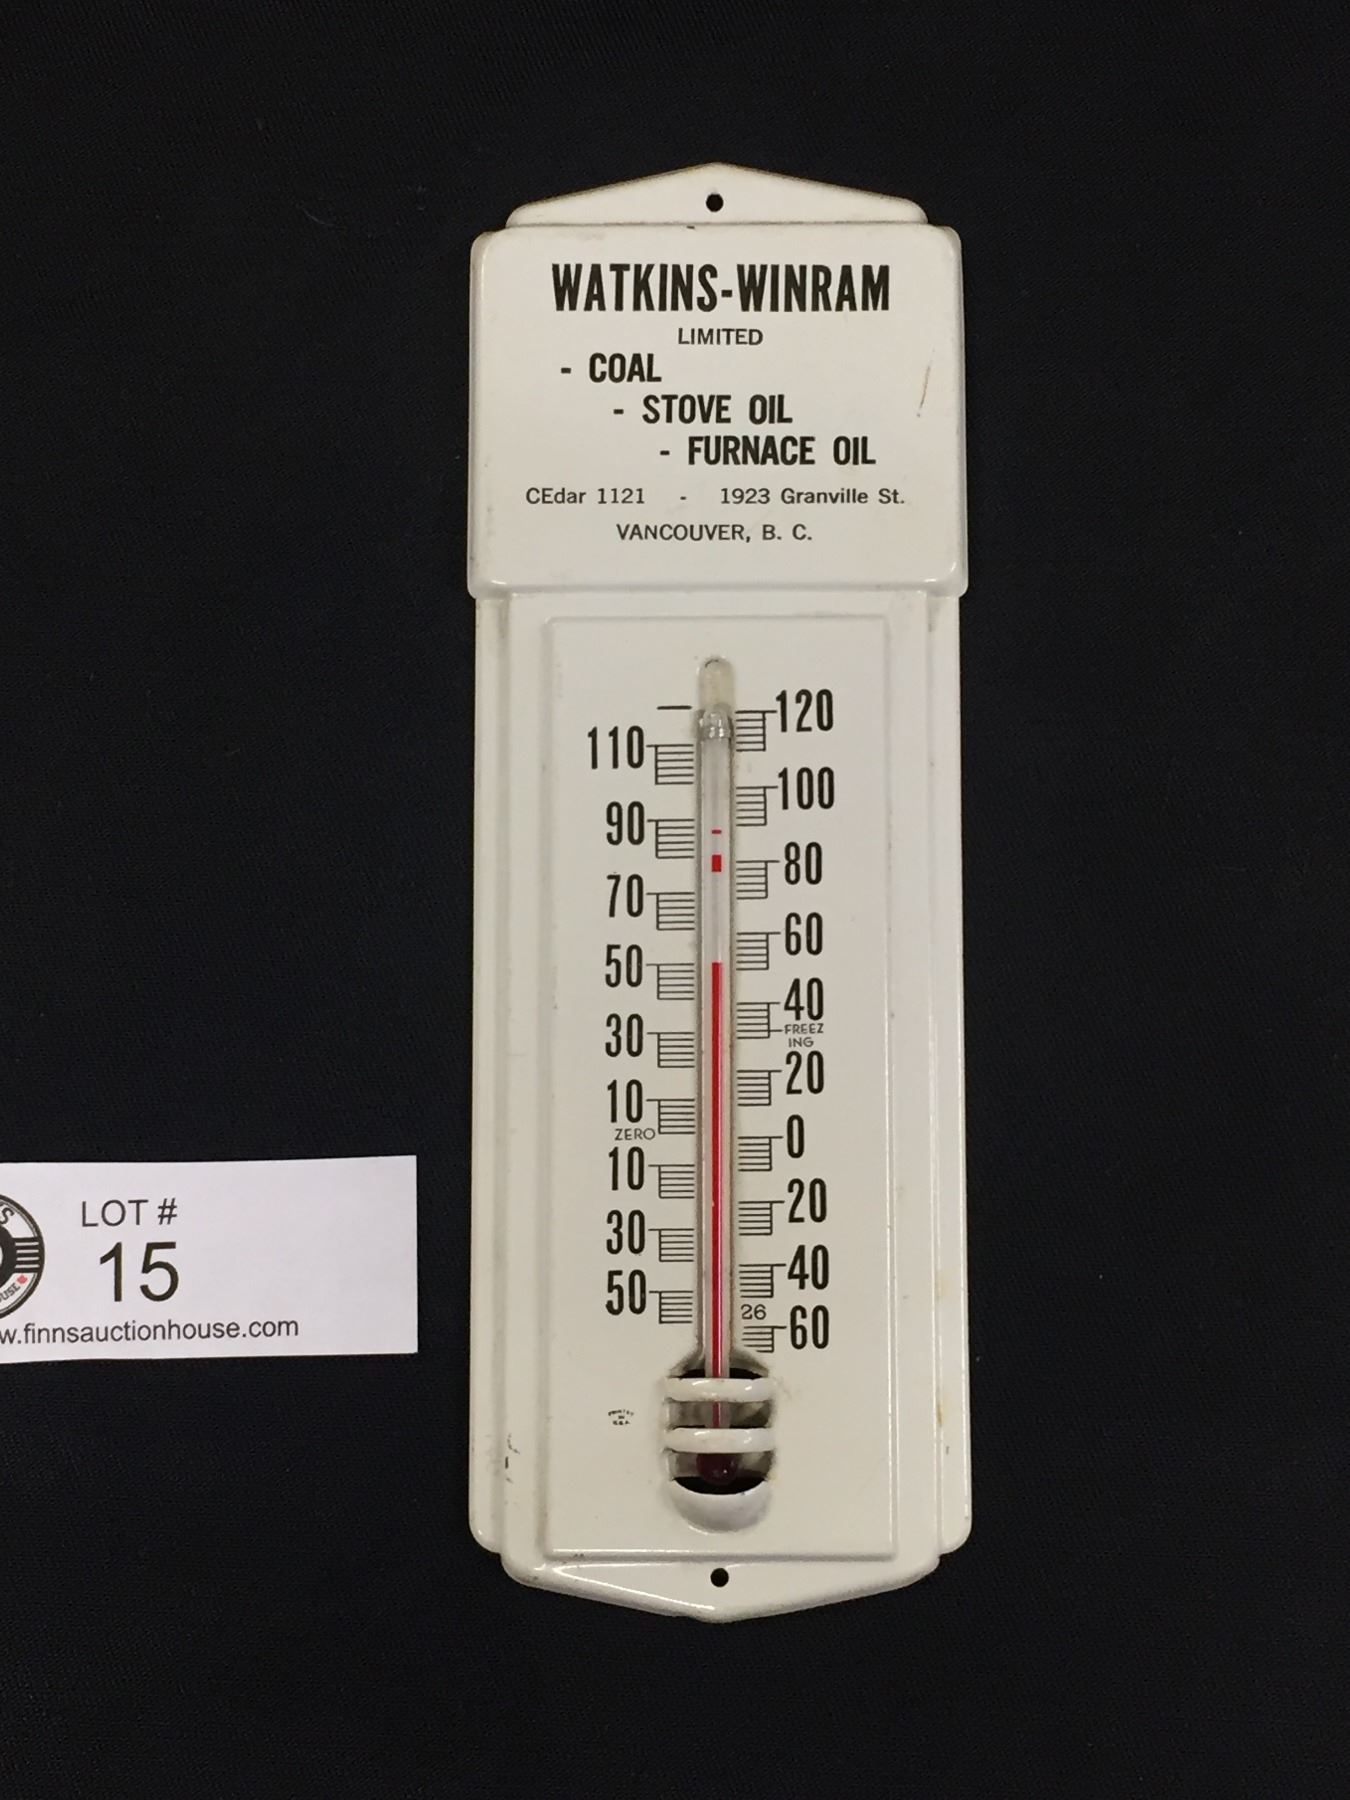 WATKINS-WINRAM
LIMITED
- COAL
- STOVE OIL
- FURNACE OIL
CEdar 1121 - 1923 Granville St.
VANCOUVER, B. C.
120
110
100
90
80
70
60
50
40
FREEZ
ING
30
20
10
ZERO
0
10
20
30
40
50
26
60
PRINTED
IN
U.S.A.
LOT #
15
w.finnsauctionhouse.com